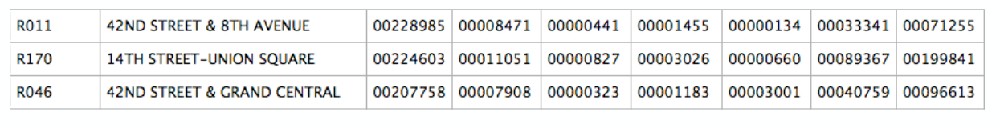 R011 42ND STREET & 8TH AVENUE 00228985 00008471 00000441 00001455 00000134 00033341 00071255
R170 14TH STREET-UNION SQUARE 00224603 00011051 00000827 00003026 00000660 00089367 00199841
R046 42ND STREET & GRAND CENTRAL 00207758 00007908 00000323 00001183 00003001 00040759 00096613